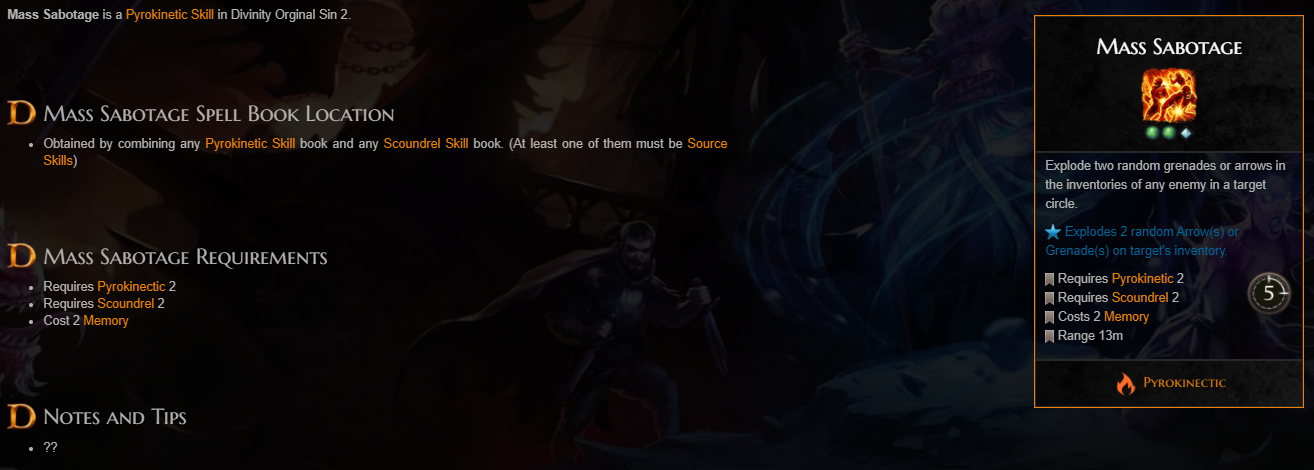 Mass Sabotage is a Pyrokinetic Skill in Divinity Orginal Sin 2.
Mass Sabotage Spell Book Location
Obtained by combining any Pyrokinetic Skill book and any Scoundrel Skill book. (At least one of them must be Source
Skills)
Mass Sabotage Requirements
Requires Pyrokinectic 2
Requires Scoundrel 2
Cost 2 Memory
Notes and Tips
??
Mass Sabotage
Explode two random grenades or arrows in
the inventories of any enemy in a target
circle.
Explodes 2 random Arrow(s) or
Grenade(s) on target's inventory.
Requires Pyrokinetic 2
Requires Scoundrel 2
Costs 2 Memory
Range 13m
5
Pyrokinectic